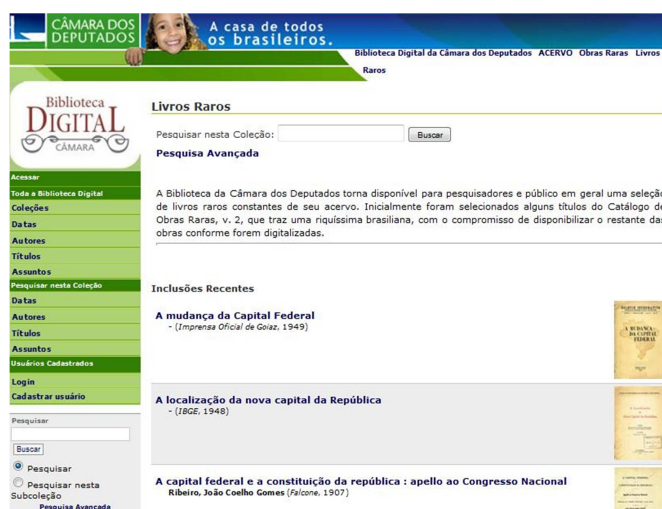 CÂMARA DOS
DEPUTADOS
A casa de todos
os brasileiros.
Biblioteca Digital da Câmara dos Deputados ACERVO Obras Raras Livros
Raros
Biblioteca
DIGITAL
CÂMARA
Livros Raros
Pesquisar nesta Coleção:
Buscar
Pesquisa Avançada
Acessar
Toda a Biblioteca Digital
Coleções
Datas
Autores
Títulos
Assuntos
Pesquisar nesta Coleção
Datas
Autores
Títulos
Assuntos
Usuários Cadastrados
Login
Cadastrar usuário
Pesquisar
Buscar
Pesquisar
Pesquisar nesta
Subcoleção
Pesquisa Avançada
A Biblioteca da Câmara dos Deputados torna disponível para pesquisadores e público em geral uma seleção
de livros raros constantes de seu acervo. Inicialmente foram selecionados alguns títulos do Catálogo de
Obras Raras, v. 2, que traz uma riquíssima brasiliana, com o compromisso de disponibilizar o restante das
obras conforme forem digitalizadas.
Inclusões Recentes
A mudança da Capital Federal
- (Imprensa Oficial de Goiaz, 1949)
A MUDANÇA
DA CAPITAL
FEDERAL
A localização da nova capital da República
- (IBGE, 1948)
A capital federal e a constituição da república : apello ao Congresso Nacional
Ribeiro, João Coelho Gomes (Falcone, 1907)